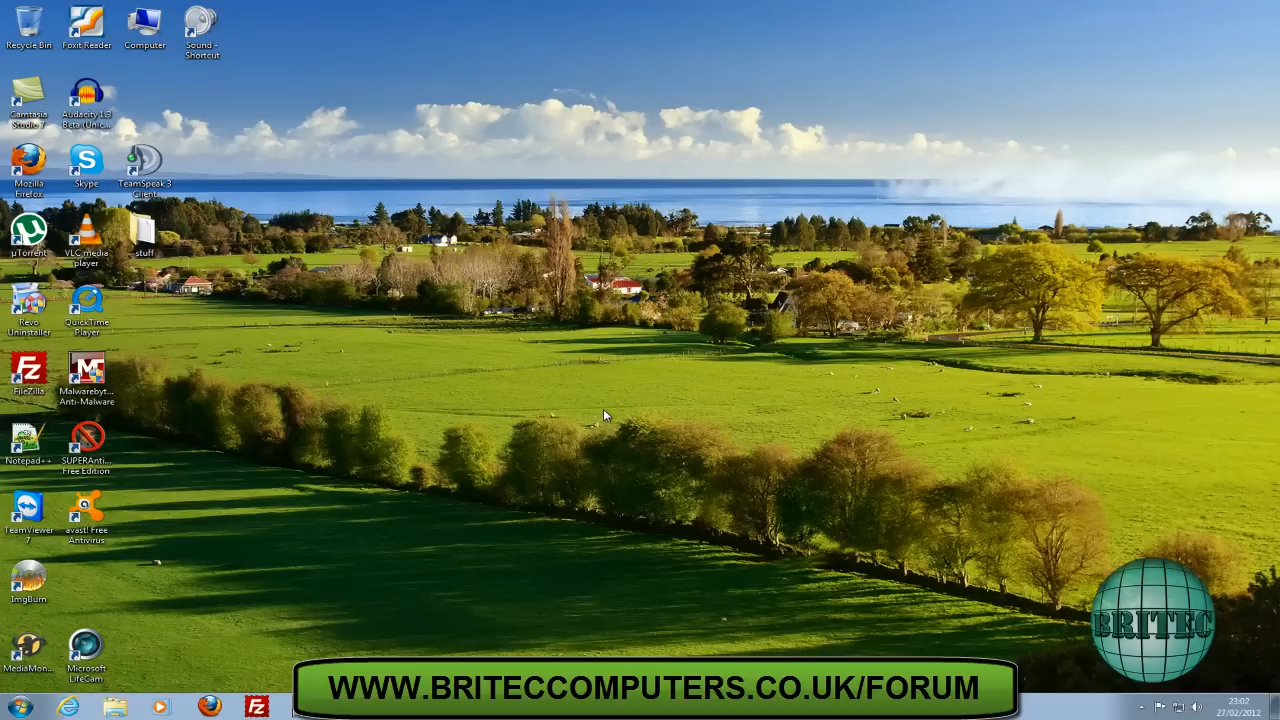 Recycle Bin
Foxit Reader
Computer
Sound -
Shortcut
Camtasia
Studio 7
Audacity 1.3
Beta (Unic...
Mozilla
Firefox
Skype
TeamSpeak 3
Client
µTorrent
VLC media
player
stuff
Revo
Uninstaller
QuickTime
Player
FileZilla
Malwarebyt...
Anti-Malware
Notepad++
SUPERAnti...
Free Edition
TeamViewer
7
avast! Free
Antivirus
ImgBurn
MediaMon...
Microsoft
LifeCam
BRITEC
WWW.BRITECCOMPUTERS.CO.UK/FORUM
23:02
27/02/2012